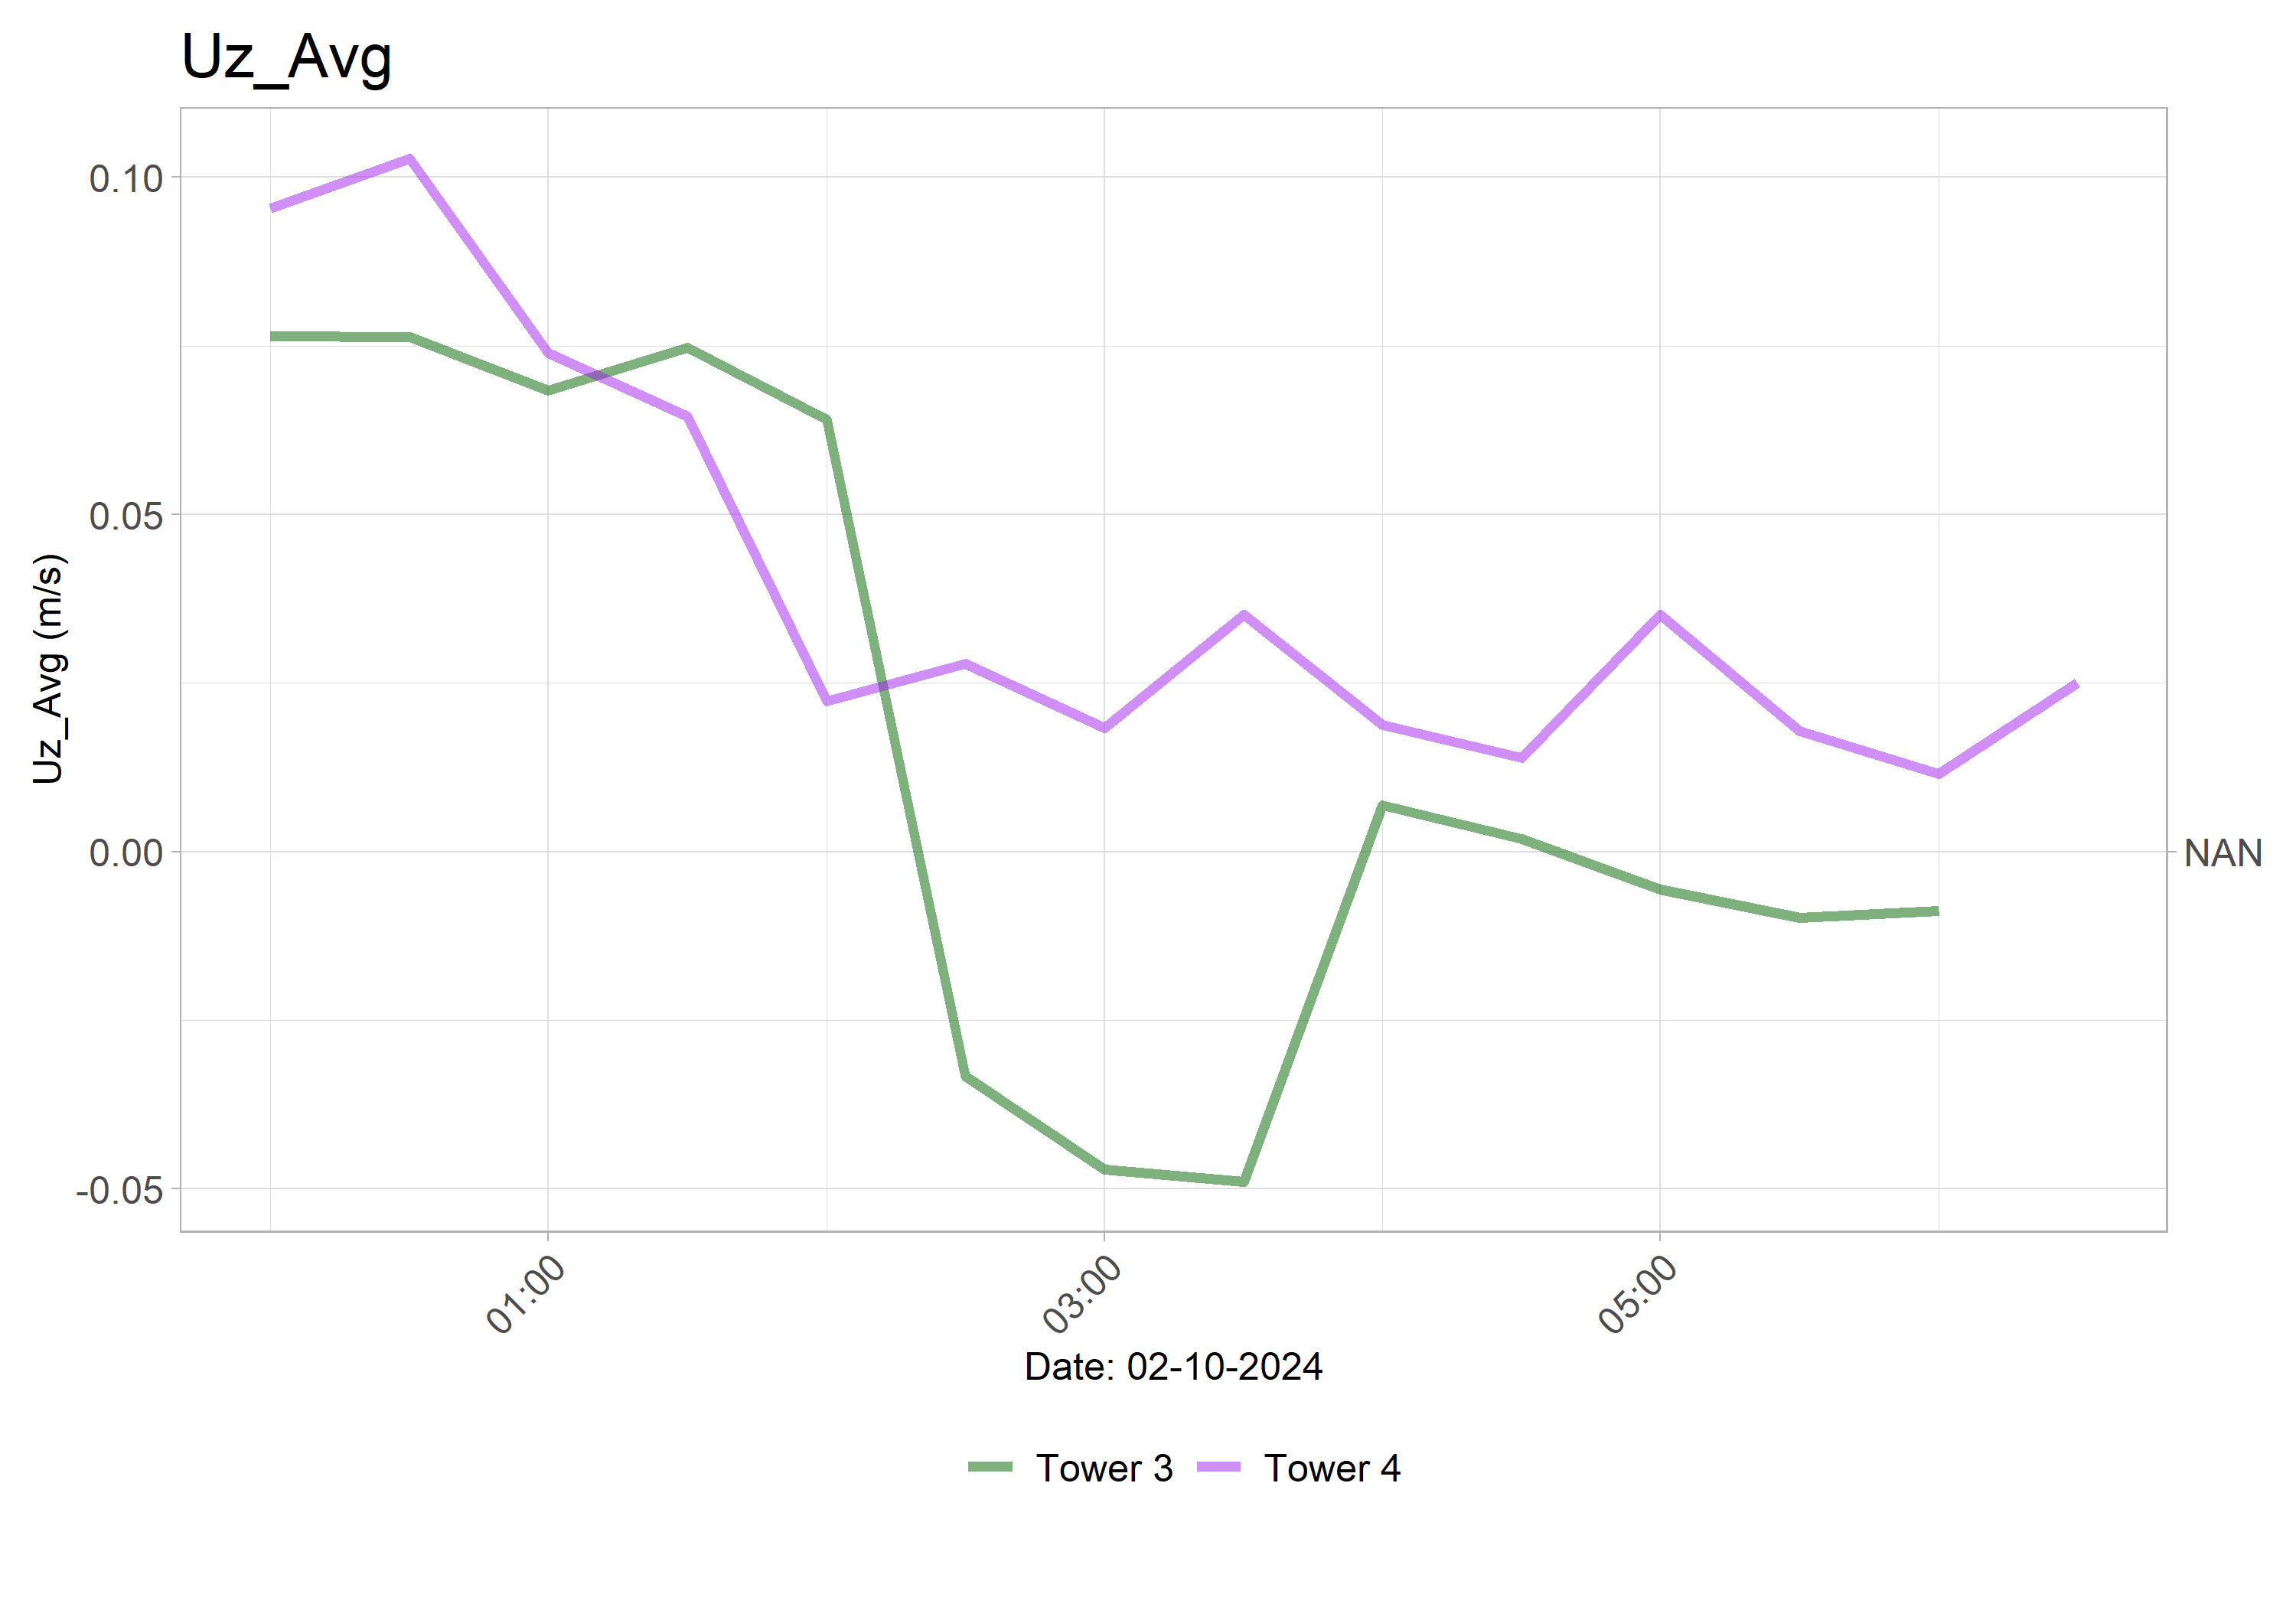 Uz_Avg
0.10
0.05
0.00
-0.05
NAN
Uz_Avg (m/s)
01:00
03:00
05:00
Date: 02-10-2024
Tower 3
Tower 4